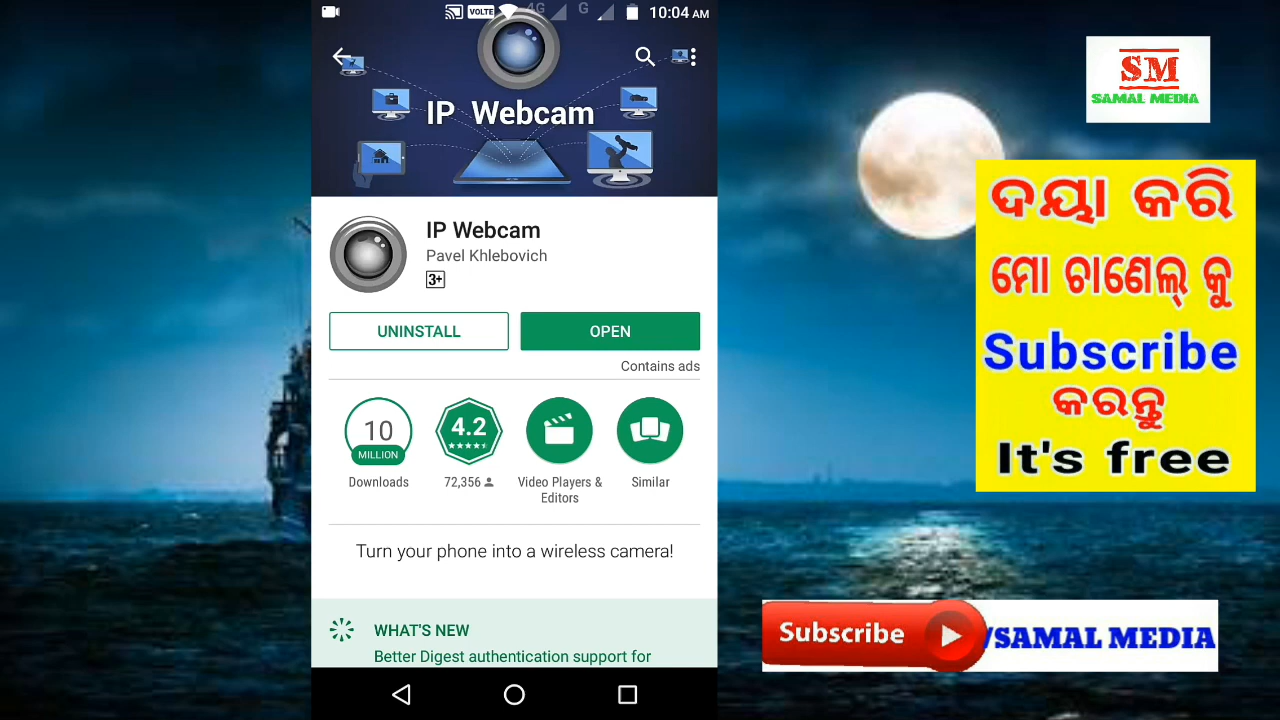 VOLTE 4G G 10:04 AM
IP Webcam
IP Webcam
Pavel Khlebovich
3+
UNINSTALL
OPEN
Contains ads
10
MILLION
Downloads
4.2
72,356
Video Players &
Editors
Similar
Turn your phone into a wireless camera!
WHAT'S NEW
Better Digest authentication support for
SM
SAMAL MEDIA
ଦୟା କରି
ମୋ ଚାଣେଲ୍ କୁ
Subscribe
କରନ୍ତୁ
It's free
Subscribe /SAMAL MEDIA